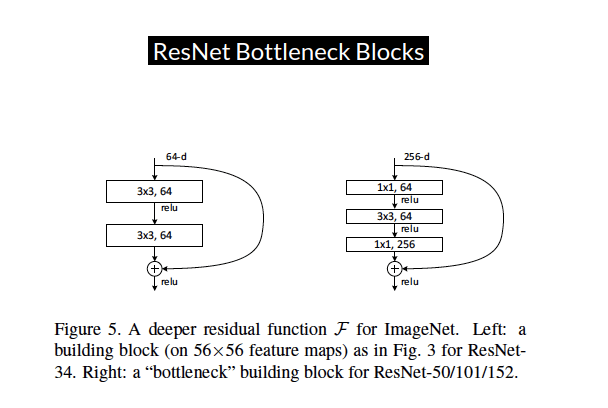 ResNet Bottleneck Blocks
64-d
3x3, 64
relu
3x3, 64
+
relu
256-d
1x1, 64
relu
3x3, 64
relu
1x1, 256
+
relu
Figure 5. A deeper residual function F for ImageNet. Left: a
building block (on 56×56 feature maps) as in Fig. 3 for ResNet-
34. Right: a “bottleneck” building block for ResNet-50/101/152.